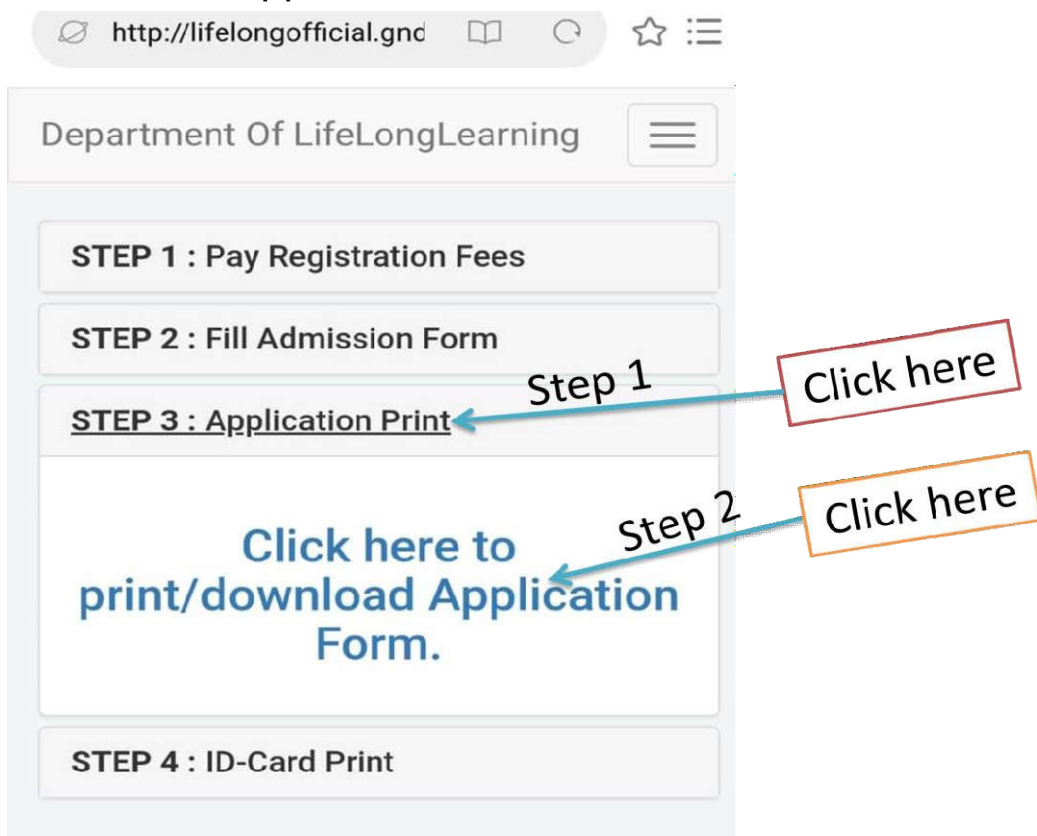 http://lifelongofficial.gnd
Department Of LifeLongLearning
STEP 1 : Pay Registration Fees
STEP 2 : Fill Admission Form
Step 1
Click here
STEP 3 : Application Print
Step 2
Click here
Click here to
print/download Application
Form.
STEP 4 : ID-Card Print